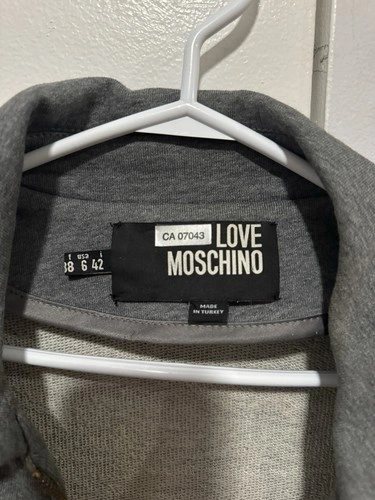 CA 07043
LOVE
MOSCHINO
f usa i
38 6 42
MADE
IN TURKEY